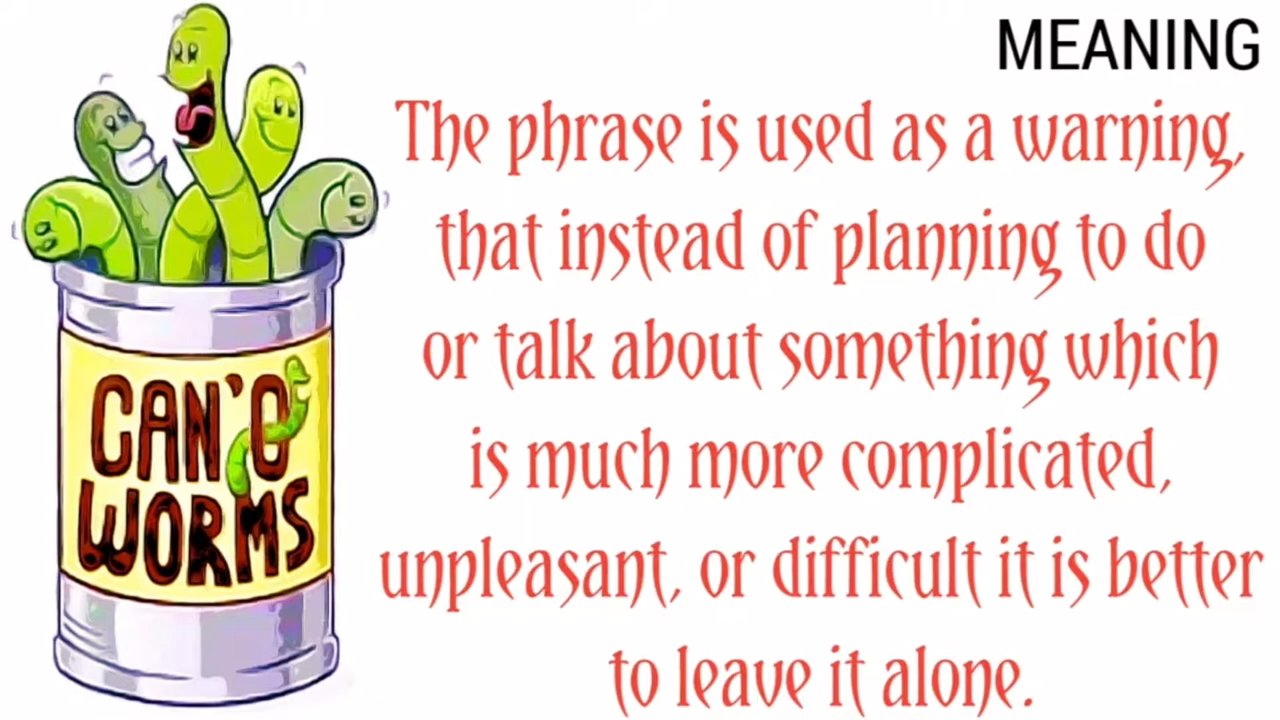 MEANING
The phrase is used as a warning,
that instead of planning to do
or talk about something which
is much more complicated,
unpleasant, or difficult it is better
to leave it alone.
CAN'O
WORMS